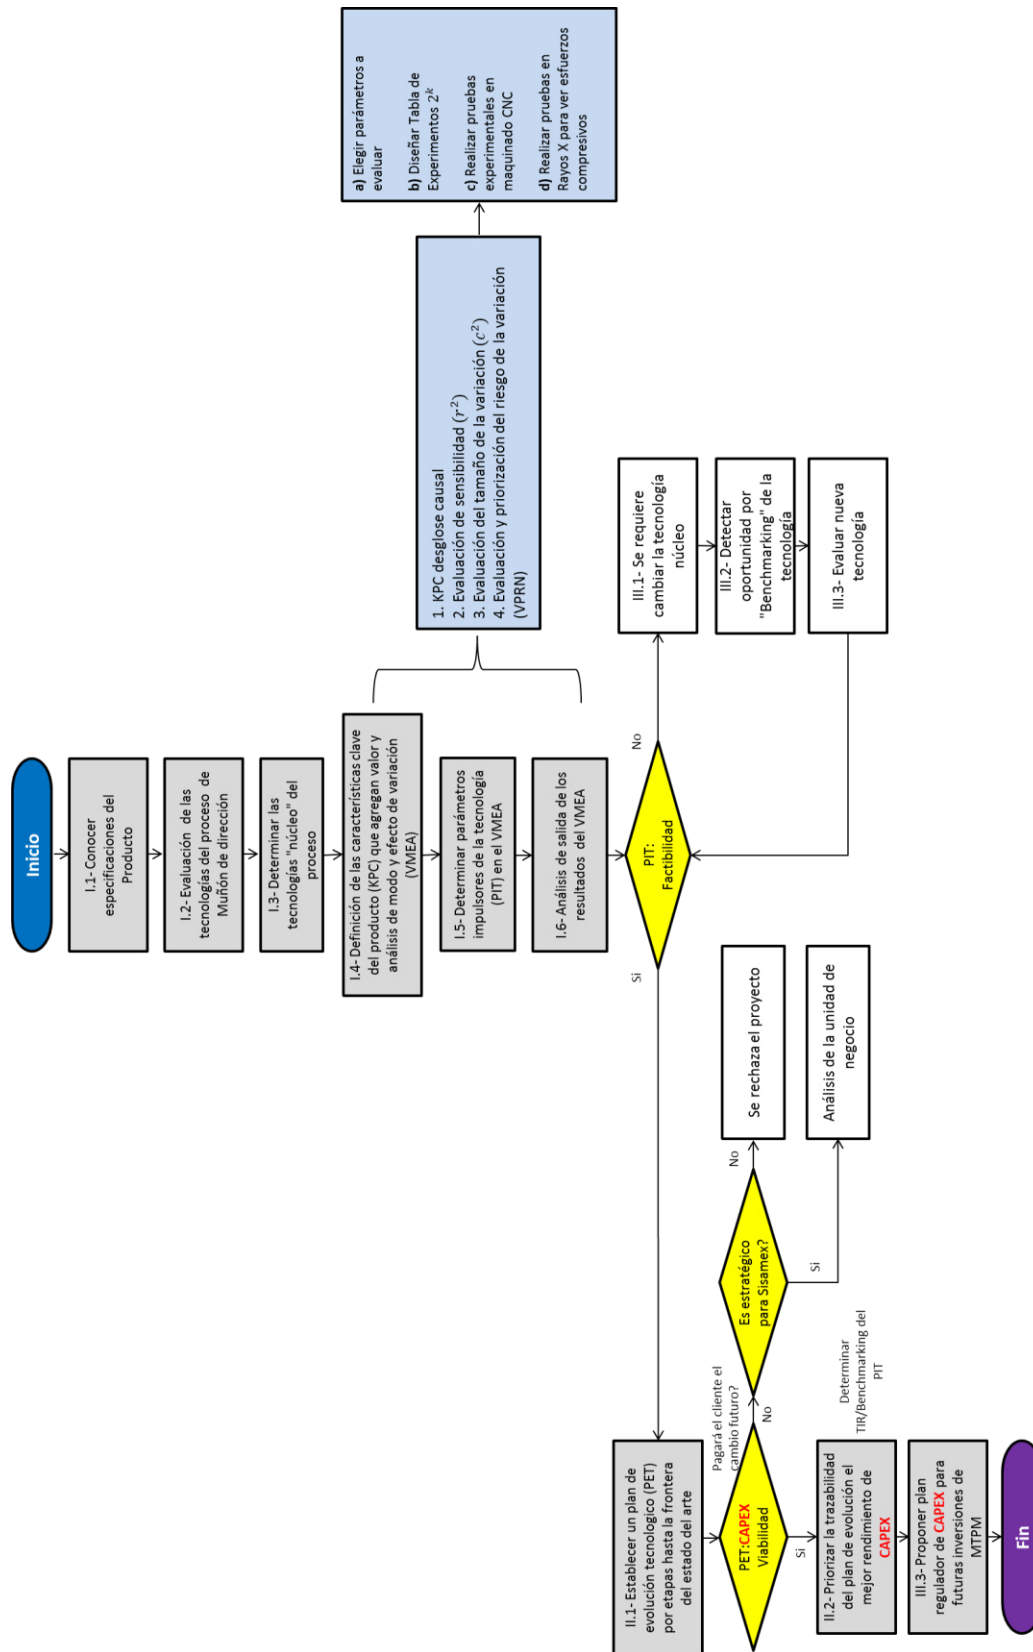 Inicio
I.1- Conocer
especificaciones del
Producto
I.2- Evaluación de las
tecnologías del proceso de
Muñón de dirección
I.3- Determinar las
tecnologías "núcleo" del
proceso
I.4- Definición de las características clave
del producto (KPC) que agregan valor y
análisis de modo y efecto de variación
(VMEA)
I.5- Determinar parámetros
impulsores de la tecnología
(PIT) en el VMEA
I.6- Análisis de salida de los
resultados del VMEA
1. KPC desglose causal
2. Evaluación de sensibilidad (r²)
3. Evaluación del tamaño de la variación (c²)
4. Evaluación y priorización del riesgo de la variación
(VPRN)
a) Elegir parámetros a
evaluar
b) Diseñar Tabla de
Experimentos 2ᵏ
c) Realizar pruebas
experimentales en
maquinado CNC
d) Realizar pruebas en
Rayos X para ver esfuerzos
compresivos
PIT:
Factibilidad
Si
No
III.1- Se requiere
cambiar la tecnología
núcleo
III.2- Detectar
oportunidad por
"Benchmarking" de la
tecnología
III.3- Evaluar nueva
tecnología
II.1- Establecer un plan de
evolución tecnologico (PET)
por etapas hasta la frontera
del estado del arte
Pagará el cliente el
cambio futuro?
PET:CAPEX
Viabilidad
No
Si
Es estratégico
para Sisamex?
No
Se rechaza el proyecto
Si
Análisis de la unidad de
negocio
II.2- Priorizar la trazabilidad
del plan de evolución el
mejor rendimiento de
CAPEX
Determinar
TIR/Benchmarking del
PIT
III.3- Proponer plan
regulador de CAPEX para
futuras inversiones de
MTPM
Fin